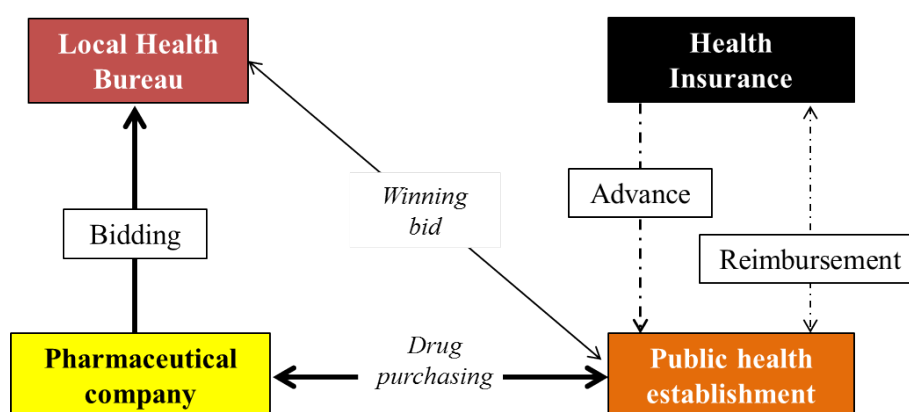 Local Health
Bureau
Health
Insurance
Winning
bid
Advance
Bidding
Reimbursement
Pharmaceutical
company
Drug
purchasing
Public health
establishment